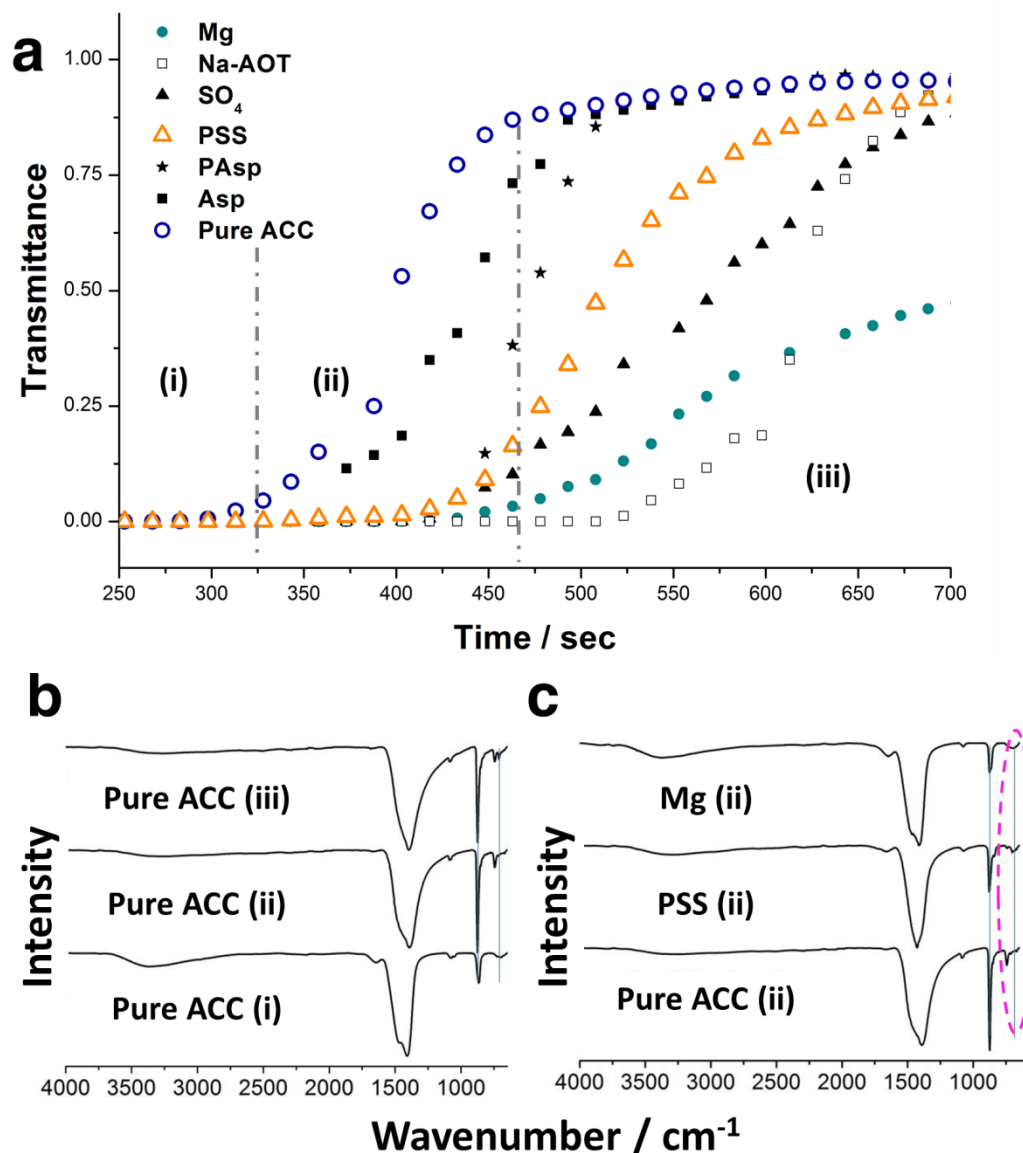 a
Mg
Na-AOT
SO4
PSS
PAsp
Asp
Pure ACC
1.00
0.75
0.50
0.25
0.00
Transmittance
(i)
(ii)
(iii)
250 300 350 400 450 500 550 600 650 700
Time / sec
b
Pure ACC (iii)
Pure ACC (ii)
Pure ACC (i)
Intensity
4000 3500 3000 2500 2000 1500 1000
c
Mg (ii)
PSS (ii)
Pure ACC (ii)
Intensity
4000 3500 3000 2500 2000 1500 1000
Wavenumber / cm-1